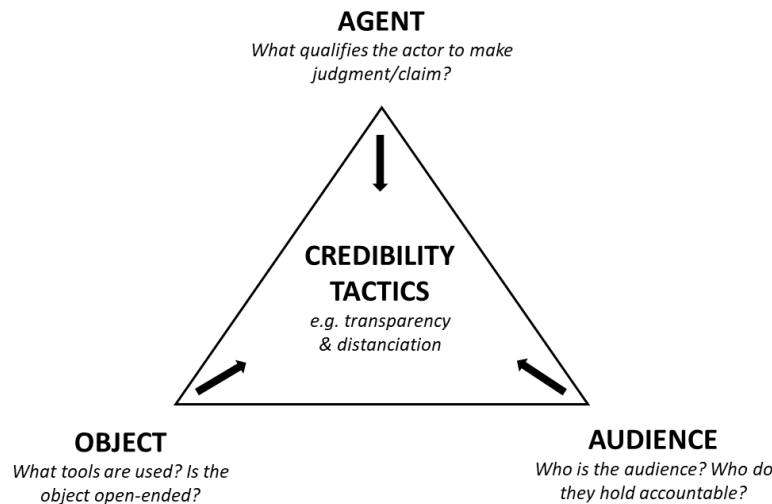 AGENT
What qualifies the actor to make
judgment/claim?
CREDIBILITY
TACTICS
e.g. transparency
& distanciation
OBJECT
What tools are used? Is the
object open-ended?
AUDIENCE
Who is the audience? Who do
they hold accountable?